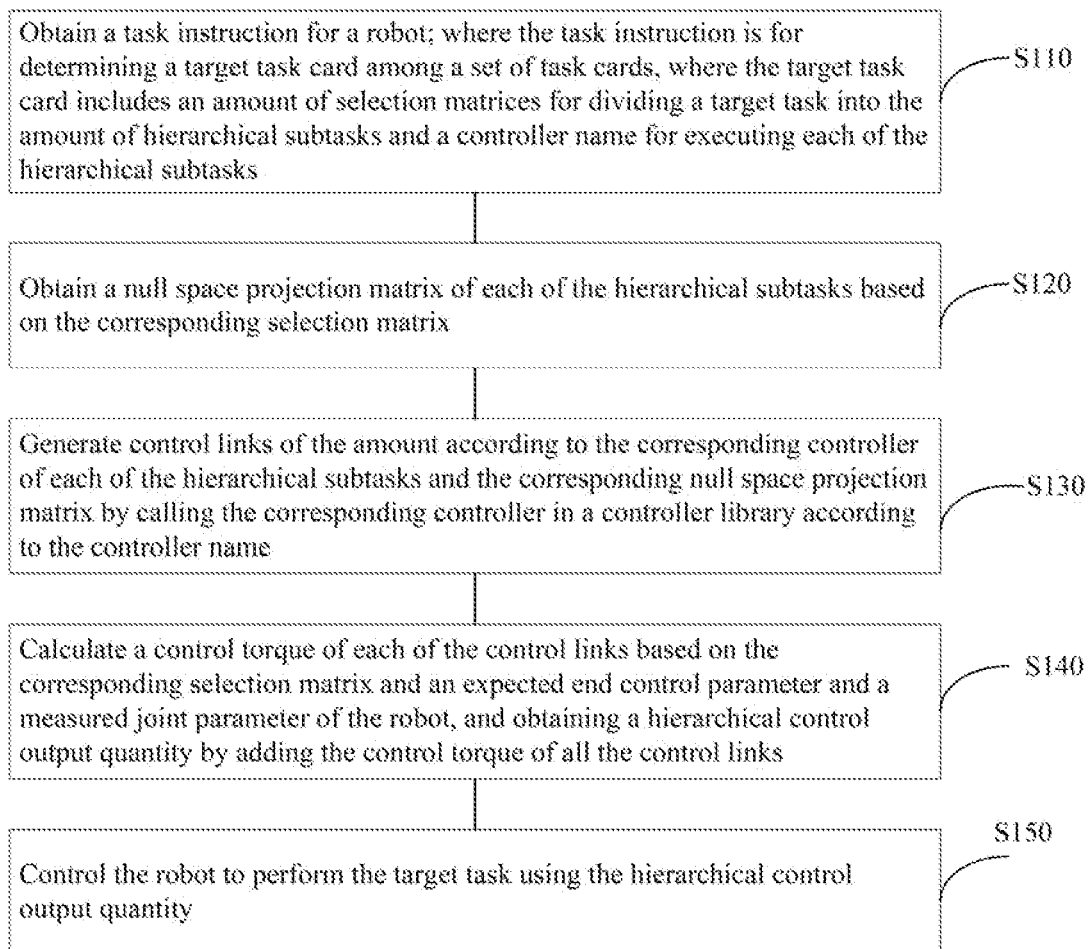 Obtain a task instruction for a robot; where the task instruction is for
determining a target task card among a set of task cards, where the target task
card includes an amount of selection matrices for dividing a target task into the
amount of hierarchical subtasks and a controller name for executing each of the
hierarchical subtasks
S110
Obtain a null space projection matrix of each of the hierarchical subtasks based
on the corresponding selection matrix
S120
Generate control links of the amount according to the corresponding controller
of each of the hierarchical subtasks and the corresponding null space projection
matrix by calling the corresponding controller in a controller library according
to the controller name
S130
Calculate a control torque of each of the control links based on the
corresponding selection matrix and an expected end control parameter and a
measured joint parameter of the robot, and obtaining a hierarchical control
output quantity by adding the control torque of all the control links
S140
Control the robot to perform the target task using the hierarchical control
output quantity
S150